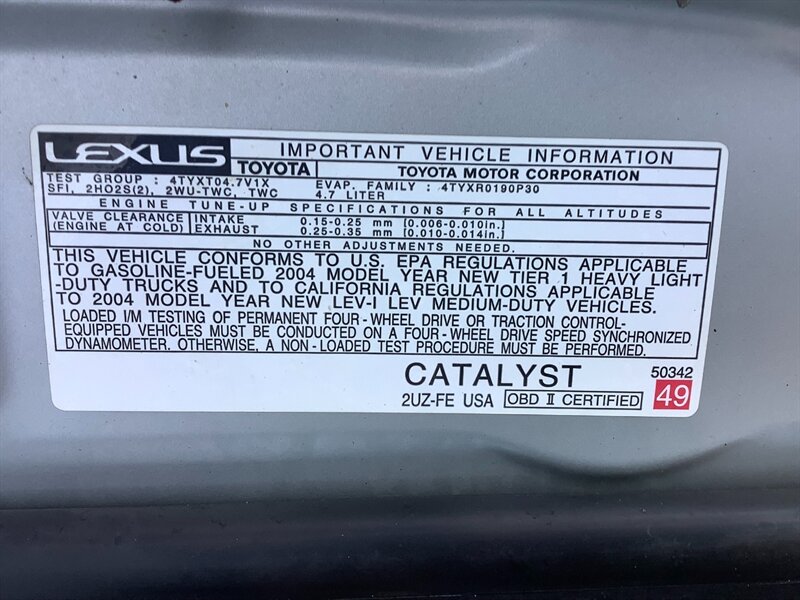 LEXUS IMPORTANT VEHICLE INFORMATION
TOYOTA TOYOTA MOTOR CORPORATION
TEST GROUP : 4TYXT04.7V1X EVAP. FAMILY : 4TYXR0190P30
SFI, 2HO2S(2), 2WU-TWC, TWC 4.7 LITER
ENGINE TUNE-UP SPECIFICATIONS FOR ALL ALTITUDES
VALVE CLEARANCE INTAKE 0.15-0.25 mm (0.006-0.010in.)
(ENGINE AT COLD) EXHAUST 0.25-0.35 mm (0.010-0.014in.)
NO OTHER ADJUSTMENTS NEEDED.
THIS VEHICLE CONFORMS TO U.S. EPA REGULATIONS APPLICABLE
TO GASOLINE-FUELED 2004 MODEL YEAR NEW TIER 1 HEAVY LIGHT
-DUTY TRUCKS AND TO CALIFORNIA REGULATIONS APPLICABLE
TO 2004 MODEL YEAR NEW LEV-I LEV MEDIUM-DUTY VEHICLES.
LOADED I/M TESTING OF PERMANENT FOUR-WHEEL DRIVE OR TRACTION CONTROL-
EQUIPPED VEHICLES MUST BE CONDUCTED ON A FOUR-WHEEL DRIVE SPEED SYNCHRONIZED
DYNAMOMETER. OTHERWISE, A NON-LOADED TEST PROCEDURE MUST BE PERFORMED.
CATALYST 50342
2UZ-FE USA OBD II CERTIFIED 49